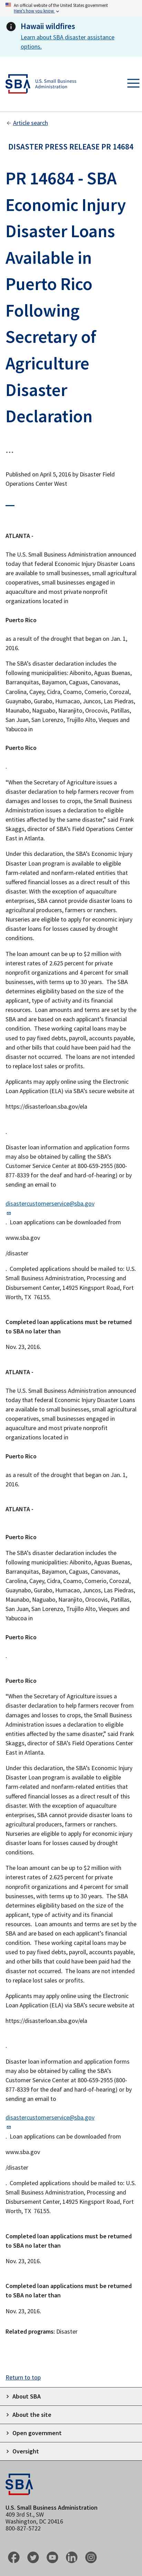 An official website of the United States government
Here's how you know
Hawaii wildfires
Learn about SBA disaster assistance
options.
SBA
U.S. Small Business
Administration
Article search
DISASTER PRESS RELEASE PR 14684
PR 14684 - SBA
Economic Injury
Disaster Loans
Available in
Puerto Rico
Following
Secretary of
Agriculture
Disaster
Declaration
...
Published on April 5, 2016 by Disaster Field
Operations Center West
ATLANTA -
The U.S. Small Business Administration announced
today that federal Economic Injury Disaster Loans
are available to small businesses, small agricultural
cooperatives, small businesses engaged in
aquaculture and most private nonprofit
organizations located in
Puerto Rico
as a result of the drought that began on Jan. 1,
2016.
The SBA's disaster declaration includes the
following municipalities: Aibonito, Aguas Buenas,
Barranquitas, Bayamon, Caguas, Canovanas,
Carolina, Cayey, Cidra, Coamo, Comerio, Corozal,
Guaynabo, Gurabo, Humacao, Juncos, Las Piedras,
Maunabo, Naguabo, Naranjito, Orocovis, Patillas,
San Juan, San Lorenzo, Trujillo Alto, Vieques and
Yabucoa in
Puerto Rico
.
"When the Secretary of Agriculture issues a
disaster declaration to help farmers recover from
damages and losses to crops, the Small Business
Administration issues a declaration to eligible
entities affected by the same disaster," said Frank
Skaggs, director of SBA's Field Operations Center
East in Atlanta.
Under this declaration, the SBA's Economic Injury
Disaster Loan program is available to eligible
farm-related and nonfarm-related entities that
suffered financial losses as a direct result of this
disaster. With the exception of aquaculture
enterprises, SBA cannot provide disaster loans to
agricultural producers, farmers or ranchers.
Nurseries are eligible to apply for economic injury
disaster loans for losses caused by drought
conditions.
The loan amount can be up to $2 million with
interest rates of 2.625 percent for private
nonprofit organizations and 4 percent for small
businesses, with terms up to 30 years. The SBA
determines eligibility based on the size of the
applicant, type of activity and its financial
resources. Loan amounts and terms are set by the
SBA and are based on each applicant's financial
condition. These working capital loans may be
used to pay fixed debts, payroll, accounts payable,
and other bills that could have been paid had the
disaster not occurred. The loans are not intended
to replace lost sales or profits.
Applicants may apply online using the Electronic
Loan Application (ELA) via SBA's secure website at
https://disasterloan.sba.gov/ela
.
Disaster loan information and application forms
may also be obtained by calling the SBA's
Customer Service Center at 800-659-2955 (800-
877-8339 for the deaf and hard-of-hearing) or by
sending an email to
disastercustomerservice@sba.gov
. Loan applications can be downloaded from
www.sba.gov
/disaster
. Completed applications should be mailed to: U.S.
Small Business Administration, Processing and
Disbursement Center, 14925 Kingsport Road, Fort
Worth, TX 76155.
Completed loan applications must be returned
to SBA no later than
Nov. 23, 2016.
ATLANTA -
The U.S. Small Business Administration announced
today that federal Economic Injury Disaster Loans
are available to small businesses, small agricultural
cooperatives, small businesses engaged in
aquaculture and most private nonprofit
organizations located in
Puerto Rico
as a result of the drought that began on Jan. 1,
2016.
ATLANTA -
Puerto Rico
The SBA's disaster declaration includes the
following municipalities: Aibonito, Aguas Buenas,
Barranquitas, Bayamon, Caguas, Canovanas,
Carolina, Cayey, Cidra, Coamo, Comerio, Corozal,
Guaynabo, Gurabo, Humacao, Juncos, Las Piedras,
Maunabo, Naguabo, Naranjito, Orocovis, Patillas,
San Juan, San Lorenzo, Trujillo Alto, Vieques and
Yabucoa in
Puerto Rico
.
Puerto Rico
"When the Secretary of Agriculture issues a
disaster declaration to help farmers recover from
damages and losses to crops, the Small Business
Administration issues a declaration to eligible
entities affected by the same disaster," said Frank
Skaggs, director of SBA's Field Operations Center
East in Atlanta.
Under this declaration, the SBA's Economic Injury
Disaster Loan program is available to eligible
farm-related and nonfarm-related entities that
suffered financial losses as a direct result of this
disaster. With the exception of aquaculture
enterprises, SBA cannot provide disaster loans to
agricultural producers, farmers or ranchers.
Nurseries are eligible to apply for economic injury
disaster loans for losses caused by drought
conditions.
The loan amount can be up to $2 million with
interest rates of 2.625 percent for private
nonprofit organizations and 4 percent for small
businesses, with terms up to 30 years. The SBA
determines eligibility based on the size of the
applicant, type of activity and its financial
resources. Loan amounts and terms are set by the
SBA and are based on each applicant's financial
condition. These working capital loans may be
used to pay fixed debts, payroll, accounts payable,
and other bills that could have been paid had the
disaster not occurred. The loans are not intended
to replace lost sales or profits.
Applicants may apply online using the Electronic
Loan Application (ELA) via SBA's secure website at
https://disasterloan.sba.gov/ela
.
Disaster loan information and application forms
may also be obtained by calling the SBA's
Customer Service Center at 800-659-2955 (800-
877-8339 for the deaf and hard-of-hearing) or by
sending an email to
disastercustomerservice@sba.gov
. Loan applications can be downloaded from
www.sba.gov
/disaster
. Completed applications should be mailed to: U.S.
Small Business Administration, Processing and
Disbursement Center, 14925 Kingsport Road, Fort
Worth, TX 76155.
Completed loan applications must be returned
to SBA no later than
Nov. 23, 2016.
Completed loan applications must be returned
to SBA no later than
Nov. 23, 2016.
Related programs: Disaster
Return to top
About SBA
About the site
Open government
Oversight
SBA
U.S. Small Business Administration
409 3rd St., SW
Washington, DC 20416
800-827-5722